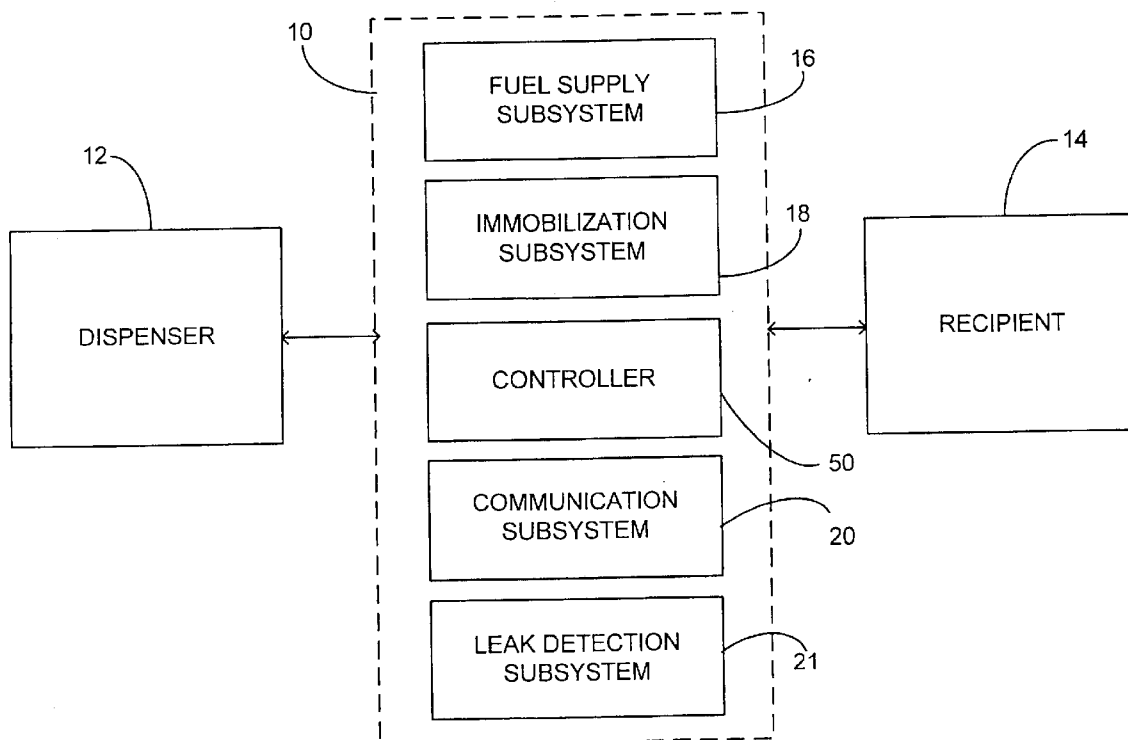 10
FUEL SUPPLY
SUBSYSTEM
16
12
14
IMMOBILIZATION
SUBSYSTEM
18
DISPENSER
RECIPIENT
CONTROLLER
50
COMMUNICATION
SUBSYSTEM
20
LEAK DETECTION
SUBSYSTEM
21